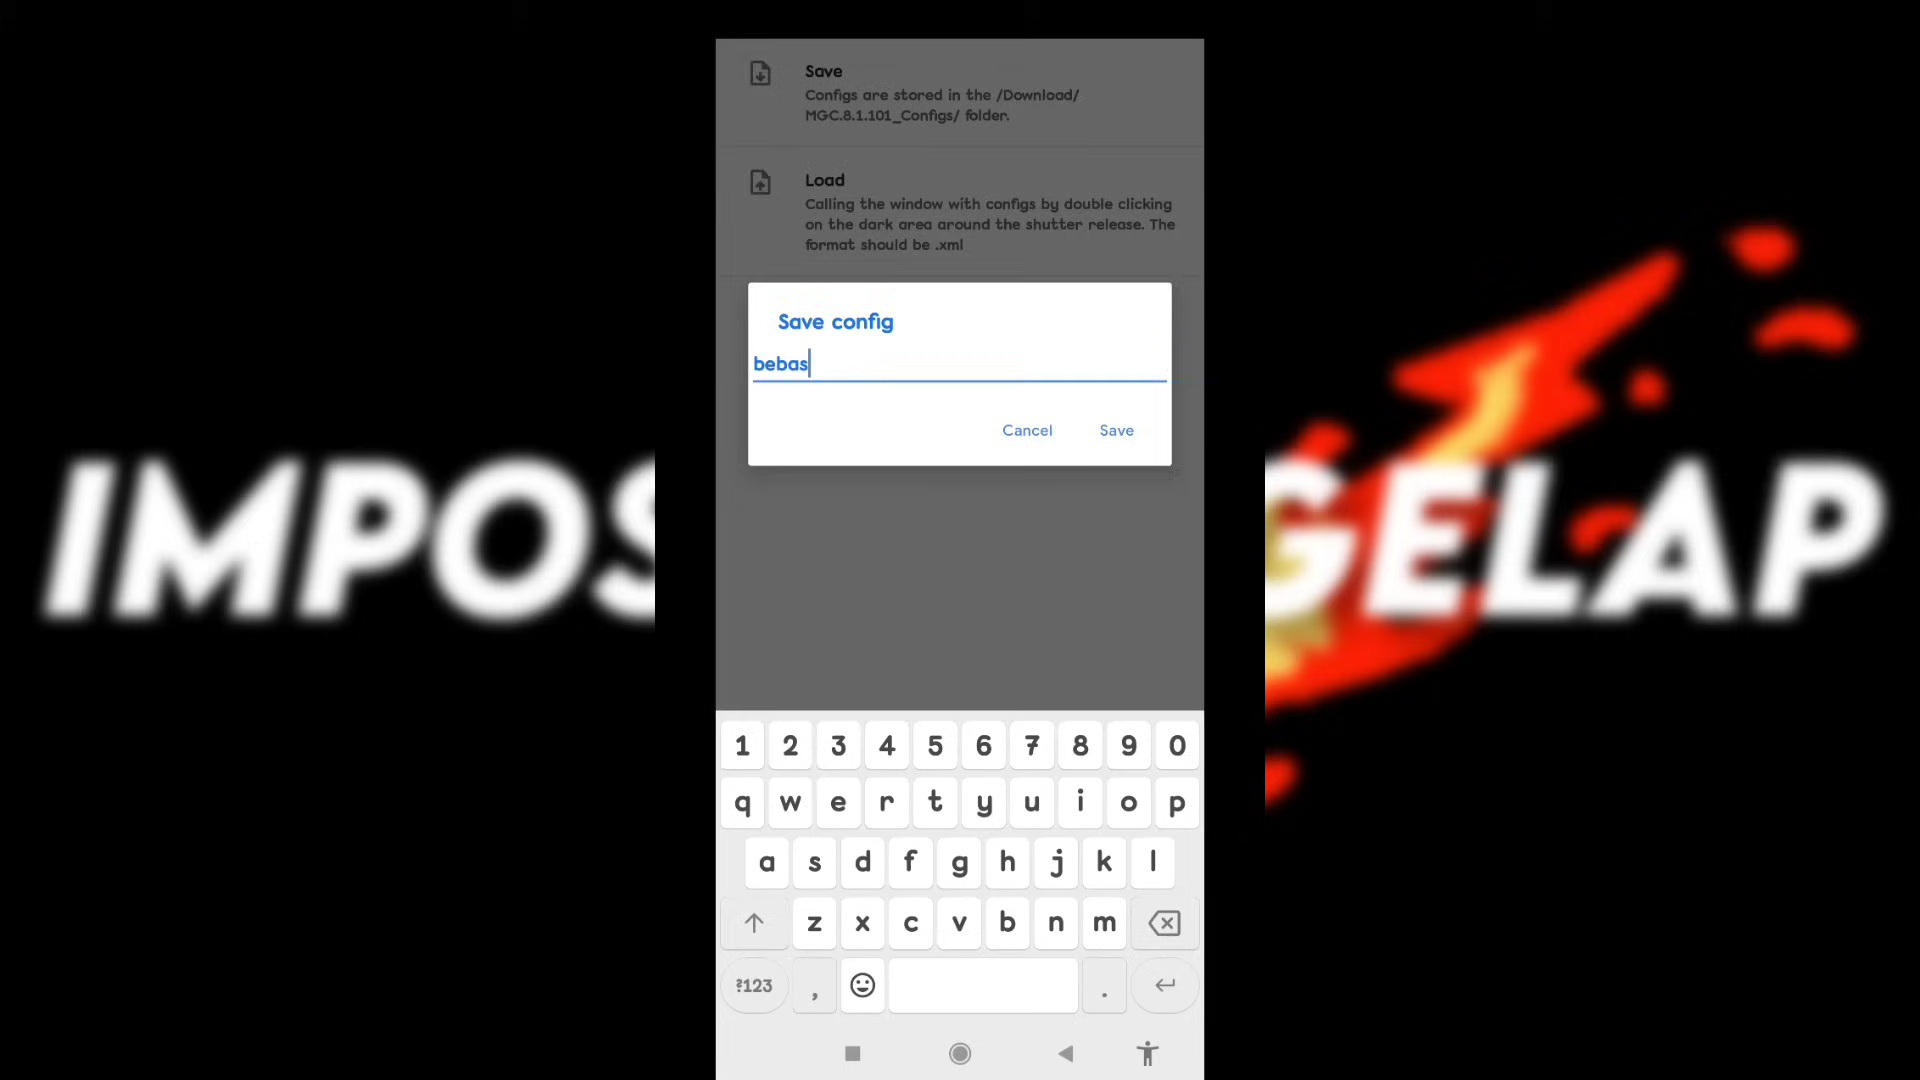 Save
Configs are stored in the /Download/
MGC.8.1.101_Configs/ folder.
Load
Calling the window with configs by double clicking
on the dark area around the shutter release. The
format should be .xml
Save config
bebas
Cancel Save
IMPOS GELAP
1 2 3 4 5 6 7 8 9 0
q w e r t y u i o p
a s d f g h j k l
z x c v b n m
?123 , .